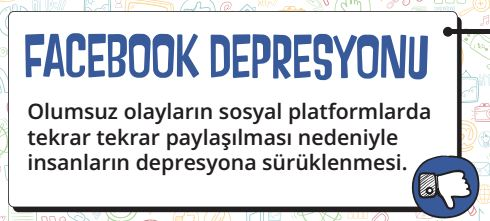 FACEBOOK DEPRESYONU
Olumsuz olayların sosyal platformlarda
tekrar tekrar paylaşılması nedeniyle
insanların depresyona sürüklenmesi.